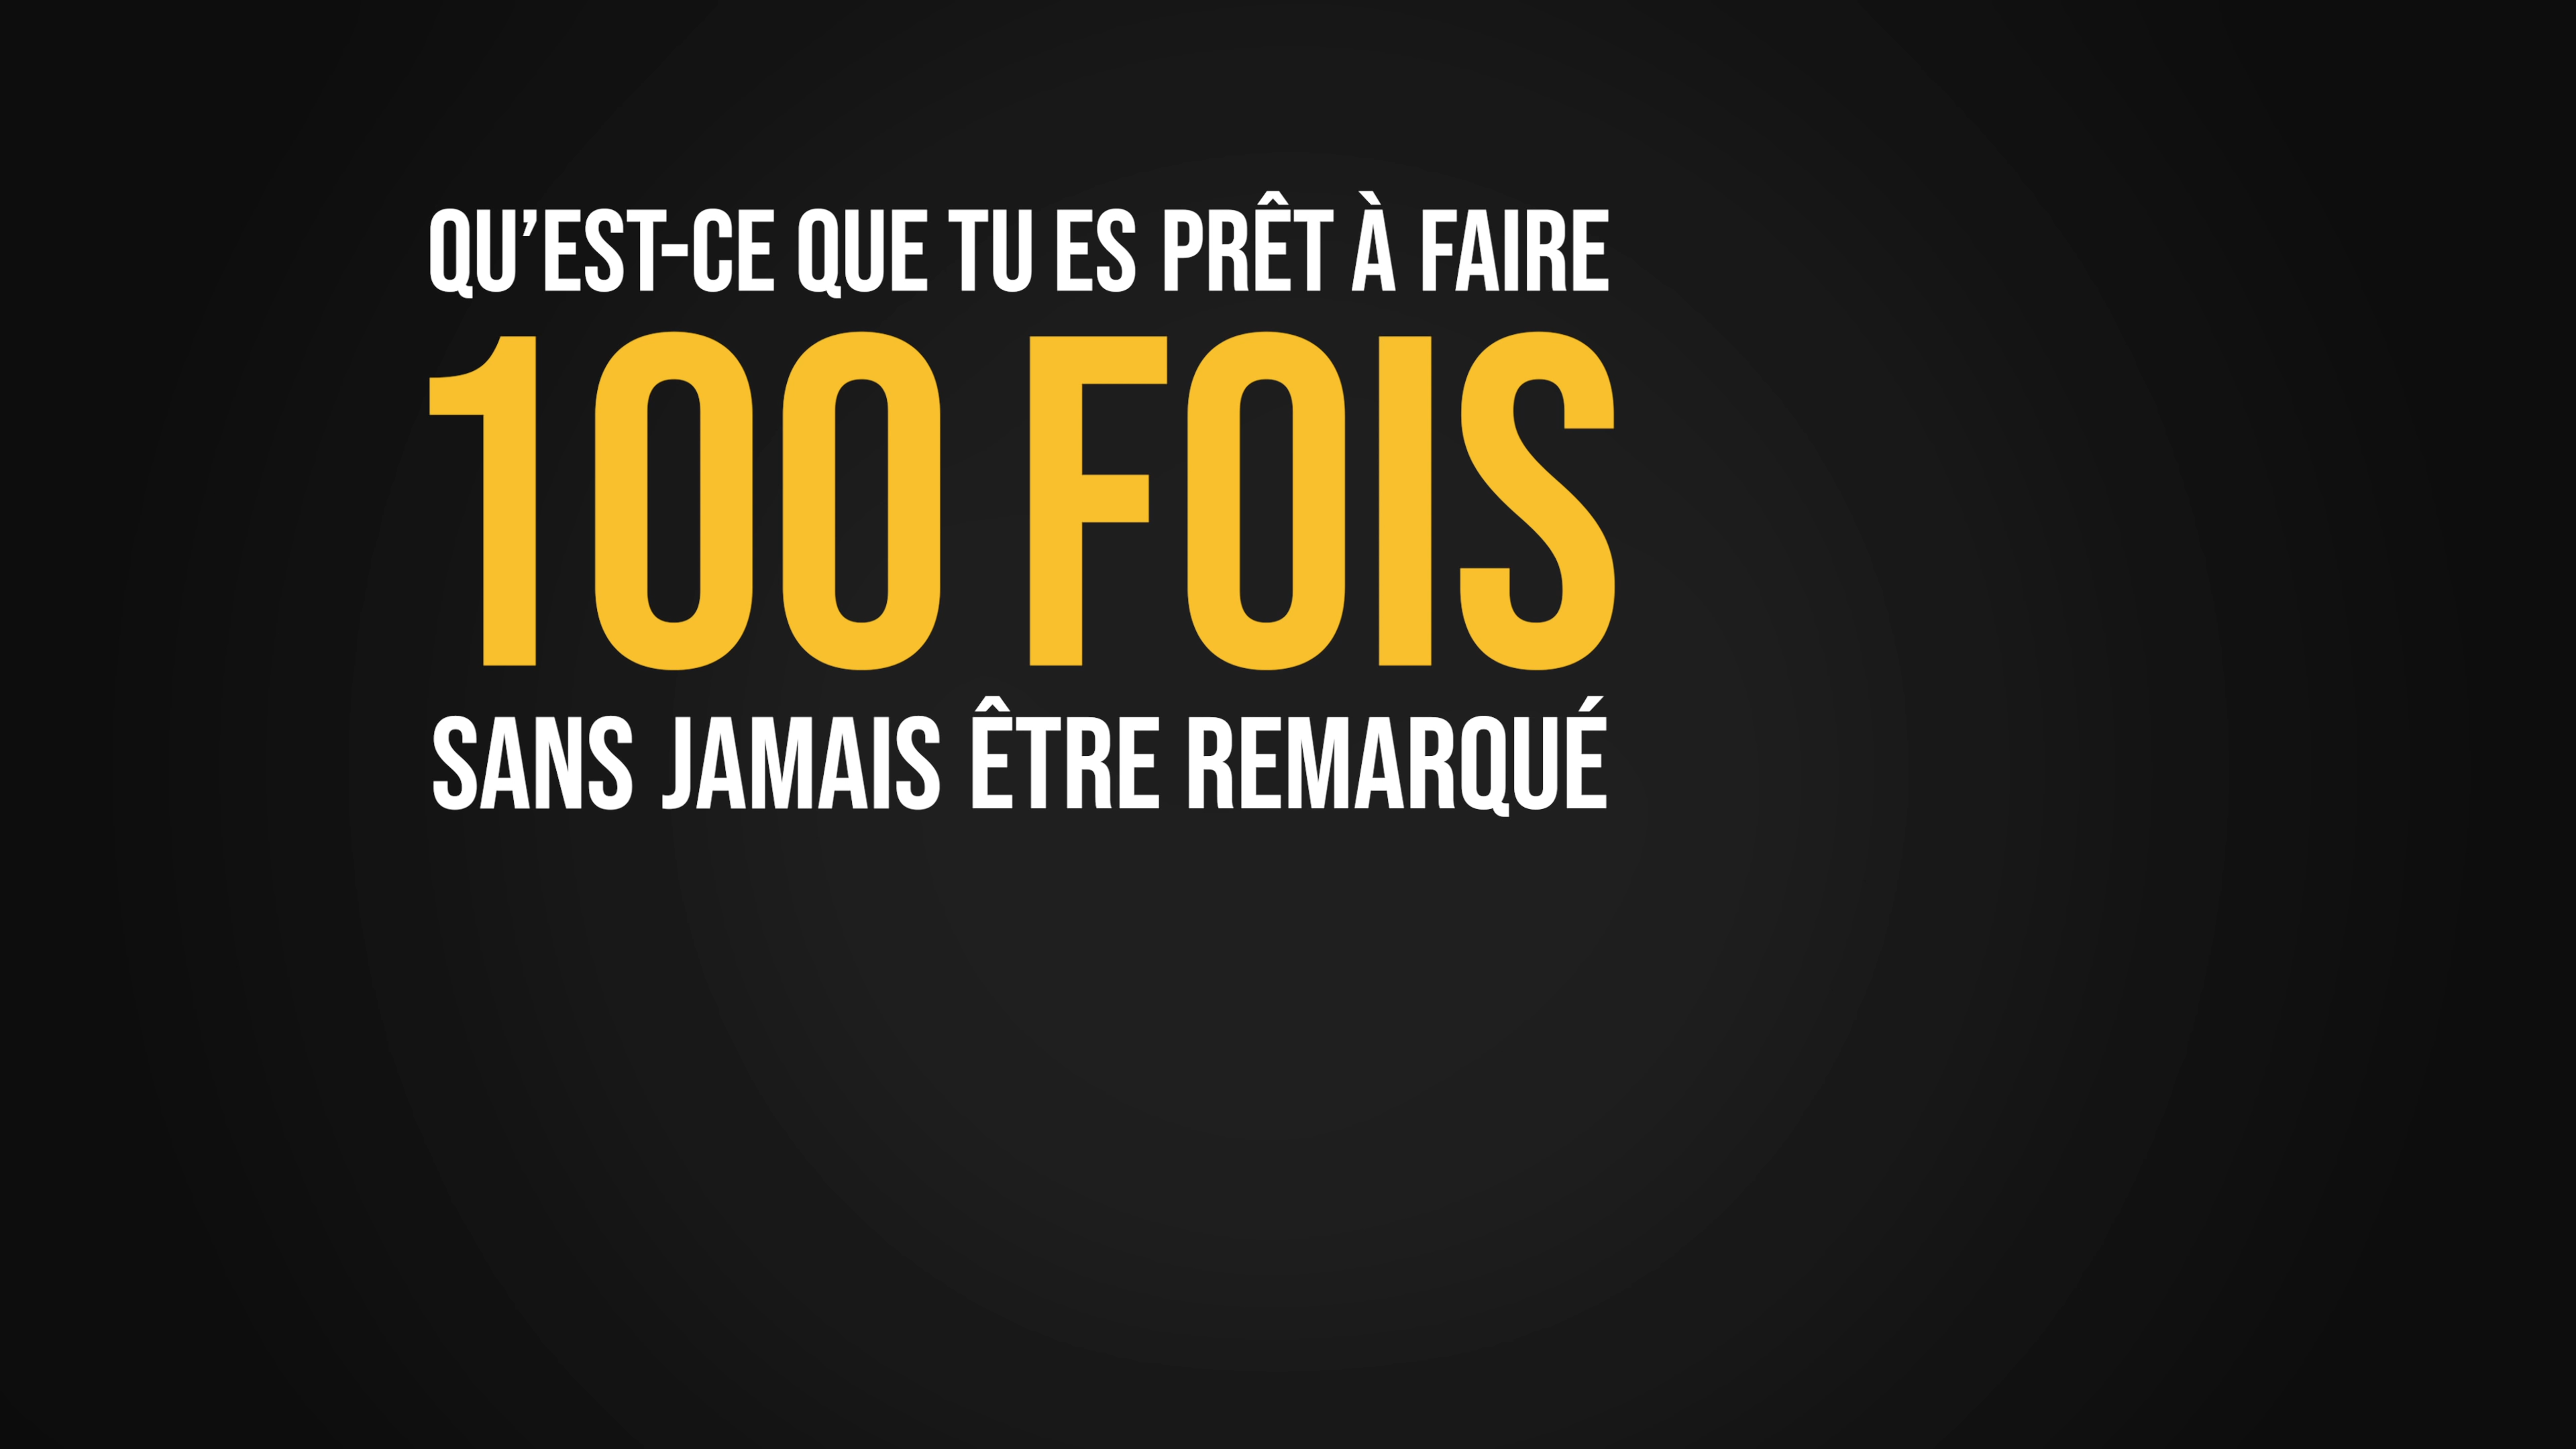 QU’EST-CE QUE TU ES PRÊT À FAIRE
100 FOIS
SANS JAMAIS ÊTRE REMARQUÉ